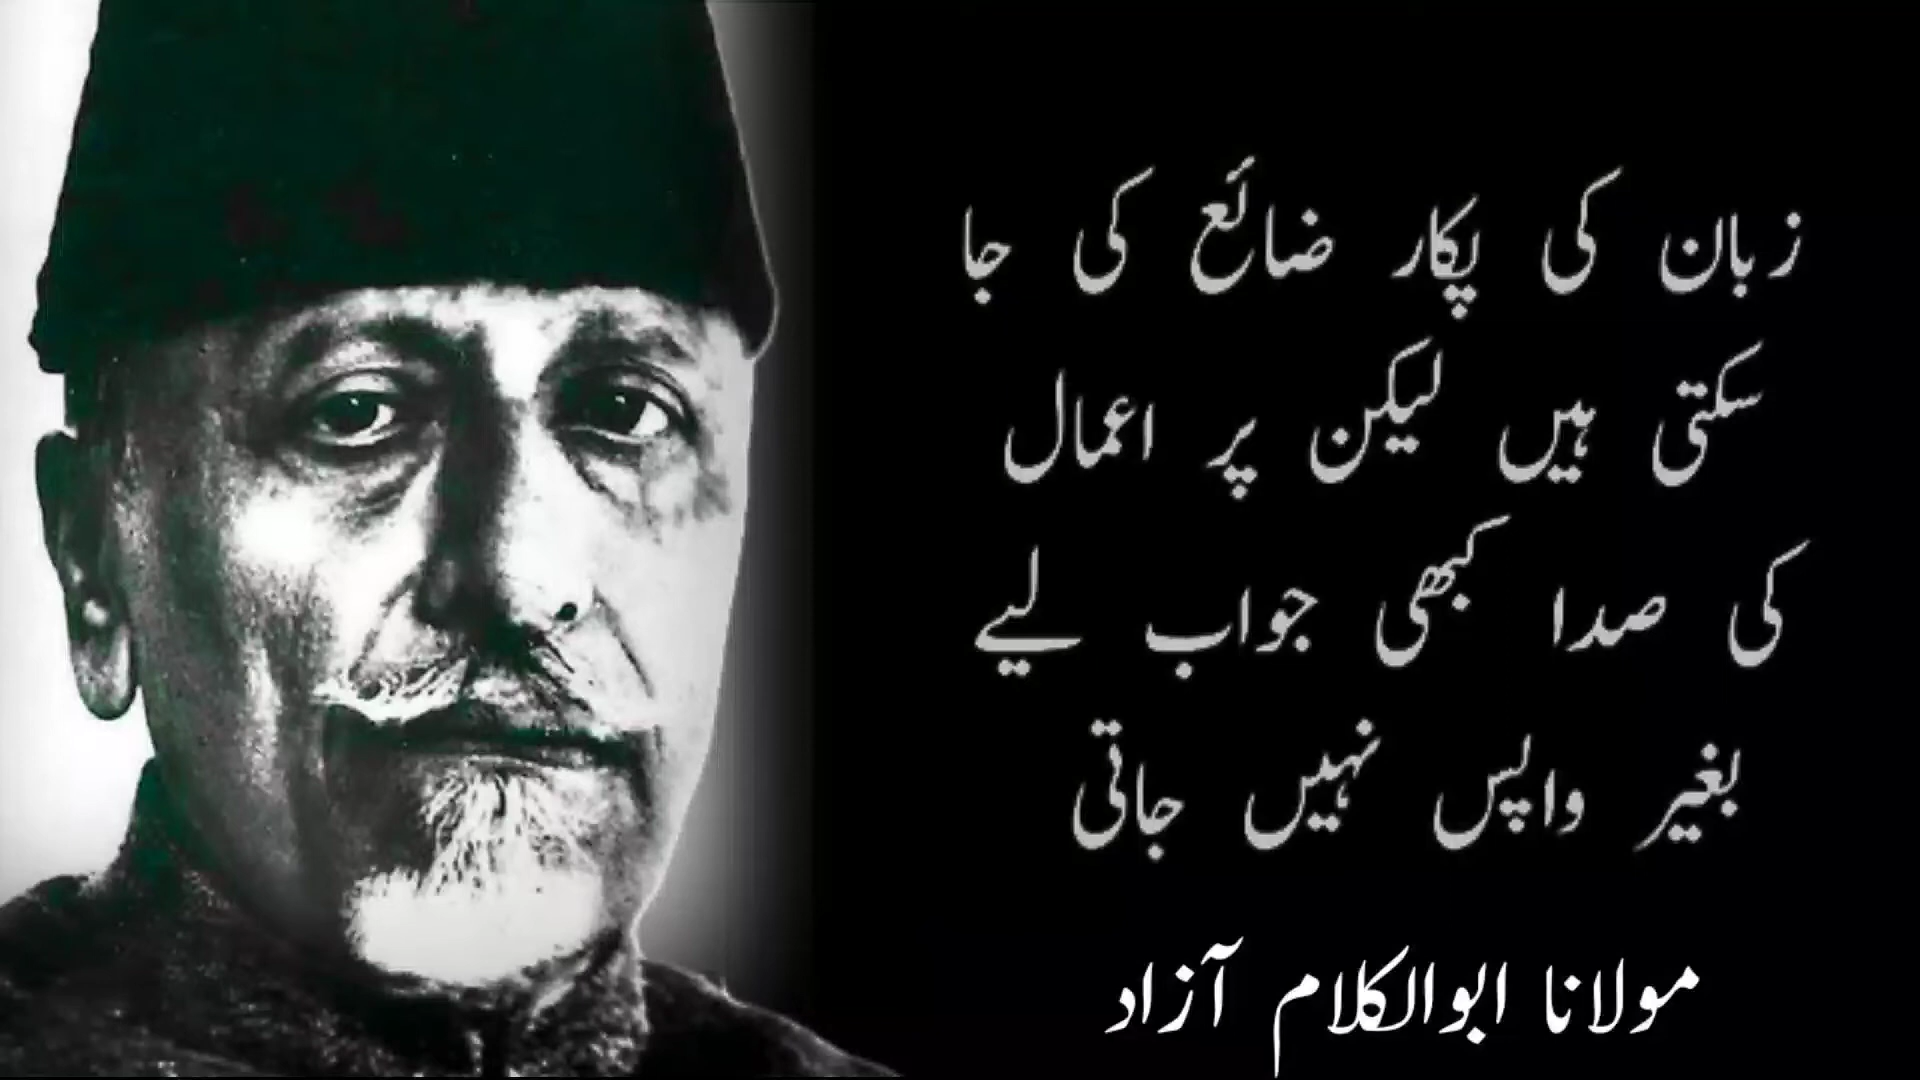 زبان کی پکار ضائع کی جا
سکتی ہیں لیکن پر اعمال
کی صدا کبھی جواب لیے
بغیر واپس نہیں جاتی
مولانا ابوالکلام آزاد